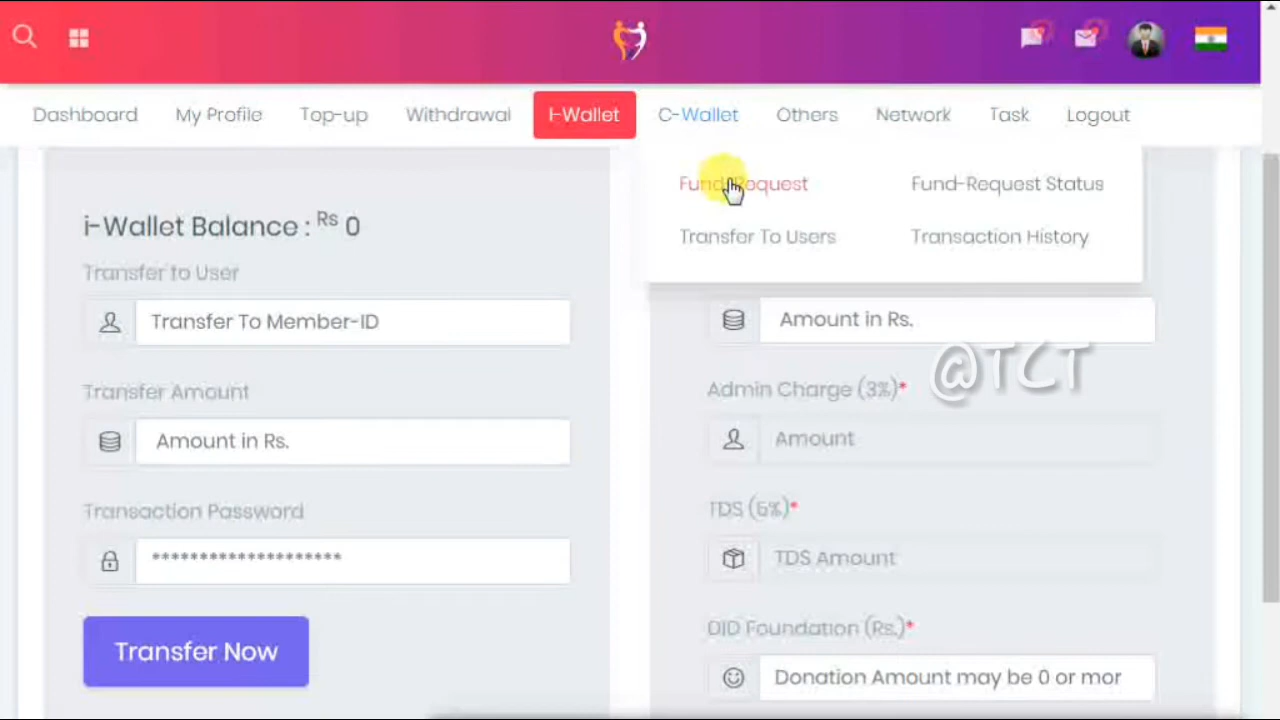 Dashboard My Profile Top-up Withdrawal I-Wallet C-Wallet Others Network Task Logout
Fund-Request Fund-Request Status
Transfer To Users Transaction History
i-Wallet Balance : Rs 0
Transfer to User
Transfer To Member-ID
Transfer Amount
Amount in Rs.
Transaction Password
********************
Transfer Now
Amount in Rs.
@TCT
Admin Charge (3%)*
Amount
TDS (5%)*
TDS Amount
DID Foundation (Rs.)*
Donation Amount may be 0 or mor